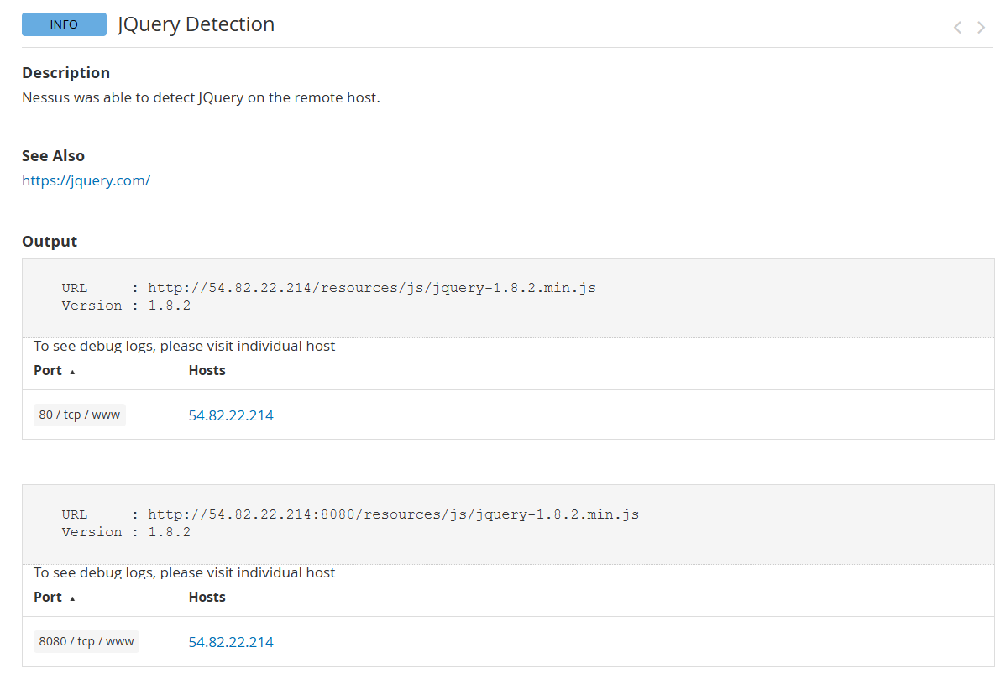 INFO JQuery Detection
Description
Nessus was able to detect JQuery on the remote host.
See Also
https://jquery.com/
Output
URL     : http://54.82.22.214/resources/js/jquery-1.8.2.min.js
Version : 1.8.2
To see debug logs, please visit individual host
Port ▲ Hosts
80 / tcp / www 54.82.22.214
URL     : http://54.82.22.214:8080/resources/js/jquery-1.8.2.min.js
Version : 1.8.2
To see debug logs, please visit individual host
Port ▲ Hosts
8080 / tcp / www 54.82.22.214